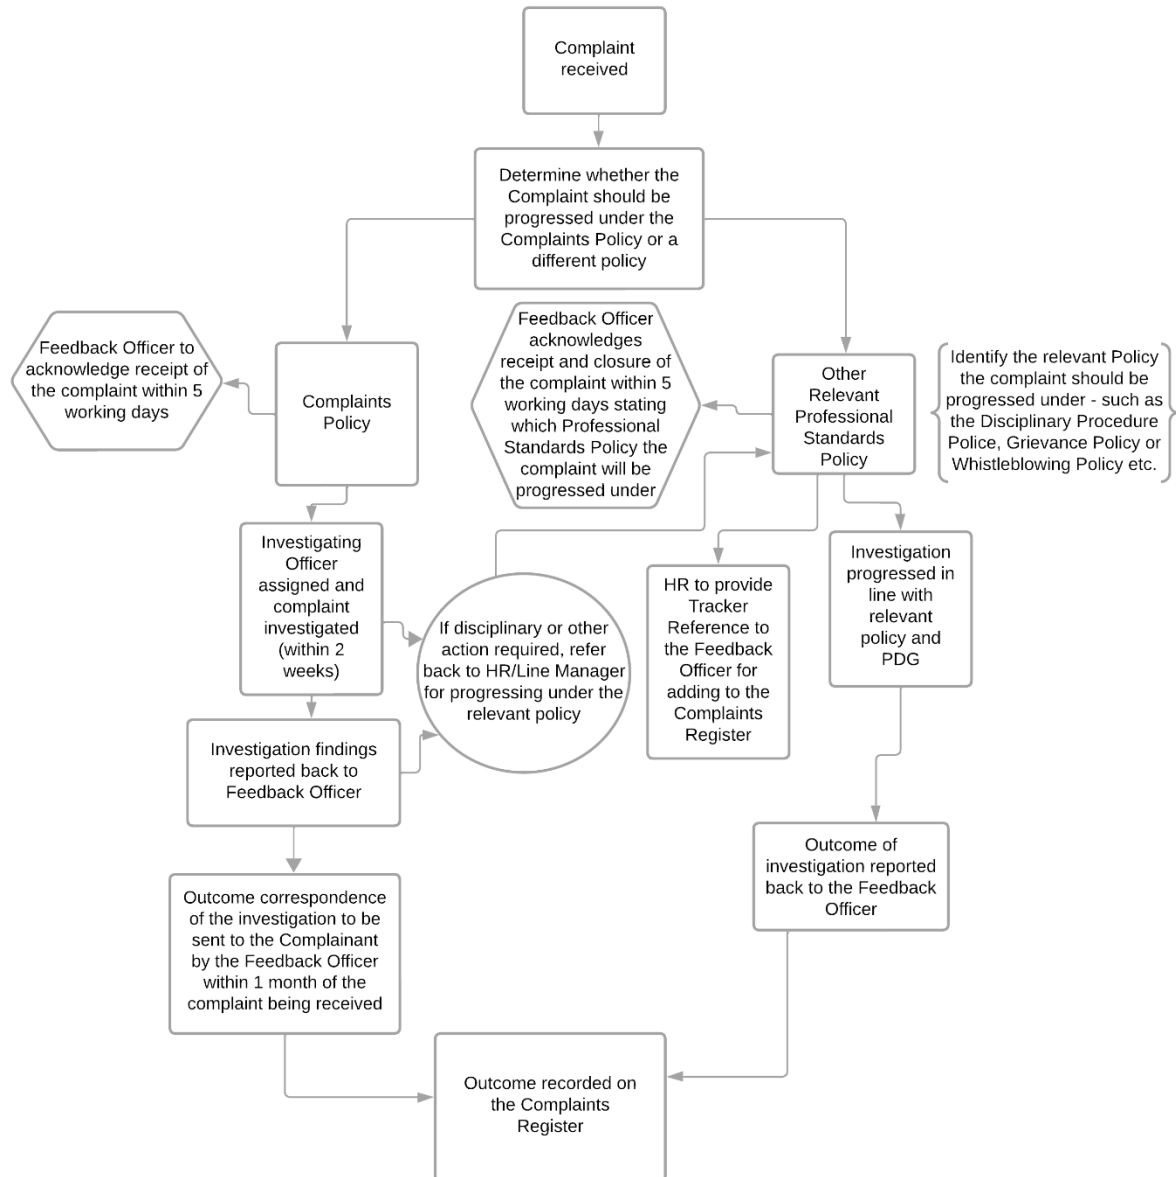 Complaint
received
Determine whether the
Complaint should be
progressed under the
Complaints Policy or a
different policy
Feedback Officer to
acknowledge receipt of
the complaint within 5
working days
Complaints
Policy
Feedback Officer
acknowledges
receipt and closure of
the complaint within 5
working days stating
which Professional
Standards Policy the
complaint will be
progressed under
Other
Relevant
Professional
Standards
Policy
Identify the relevant Policy
the complaint should be
progressed under - such as
the Disciplinary Procedure
Police, Grievance Policy or
Whistleblowing Policy etc.
Investigating
Officer
assigned and
complaint
investigated
(within 2
weeks)
If disciplinary or other
action required, refer
back to HR/Line Manager
for progressing under the
relevant policy
HR to provide
Tracker
Reference to
the Feedback
Officer for
adding to the
Complaints
Register
Investigation
progressed in
line with
relevant
policy and
PDG
Investigation findings
reported back to
Feedback Officer
Outcome of
investigation reported
back to the Feedback
Officer
Outcome correspondence
of the investigation to be
sent to the Complainant
by the Feedback Officer
within 1 month of the
complaint being received
Outcome recorded on
the Complaints
Register